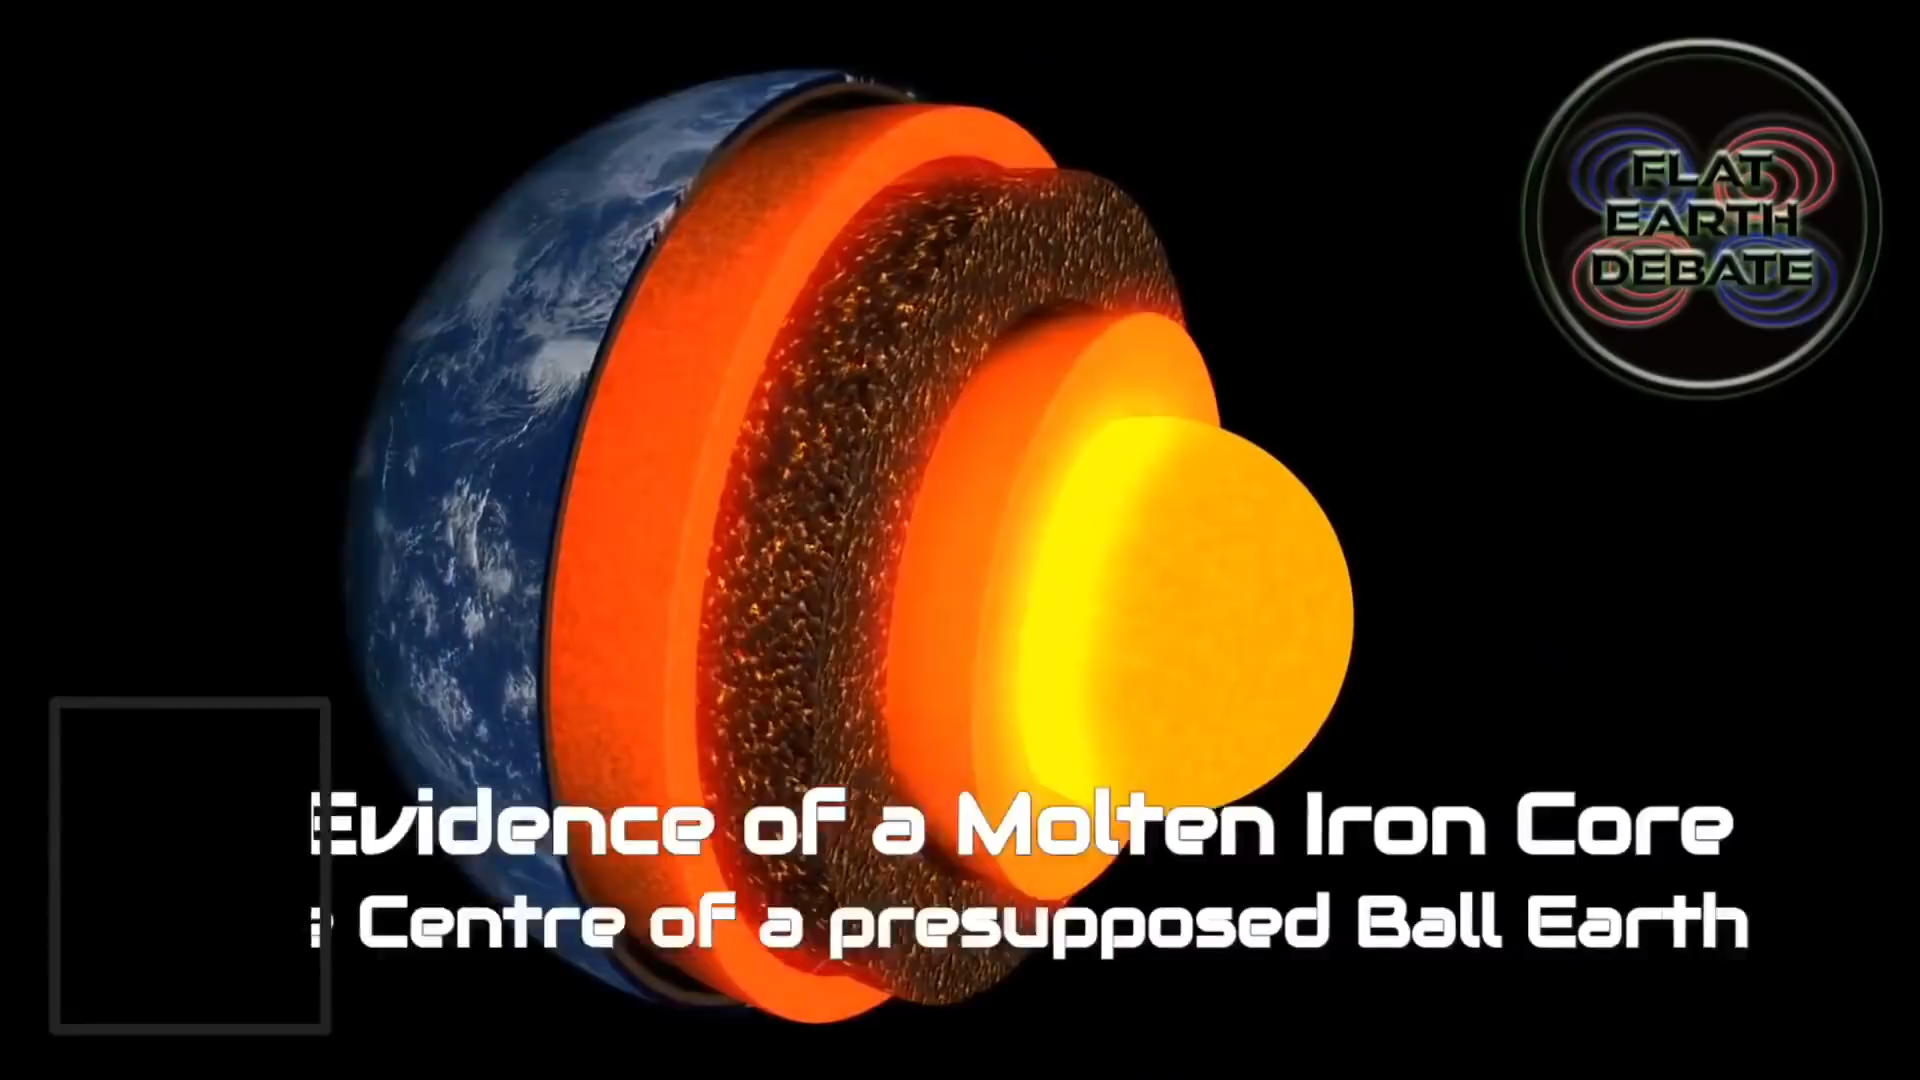 FLAT
EARTH
DEBATE
Evidence of a Molten Iron Core
Centre of a presupposed Ball Earth